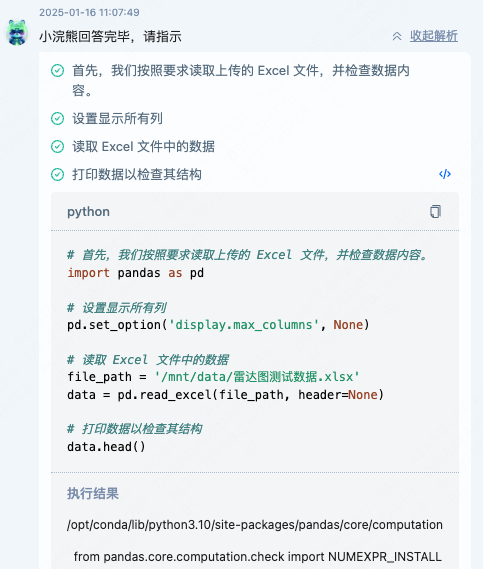 2025-01-16 11:07:49
小浣熊回答完毕，请指示
收起解析
首先，我们按照要求读取上传的 Excel 文件，并检查数据内
容。
设置显示所有列
读取 Excel 文件中的数据
打印数据以检查其结构
</>
python
# 首先，我们按照要求读取上传的 Excel 文件，并检查数据内容。
import pandas as pd
# 设置显示所有列
pd.set_option('display.max_columns', None)
# 读取 Excel 文件中的数据
file_path = '/mnt/data/雷达图测试数据.xlsx'
data = pd.read_excel(file_path, header=None)
# 打印数据以检查其结构
data.head()
执行结果
/opt/conda/lib/python3.10/site-packages/pandas/core/computation
from pandas.core.computation.check import NUMEXPR_INSTALL